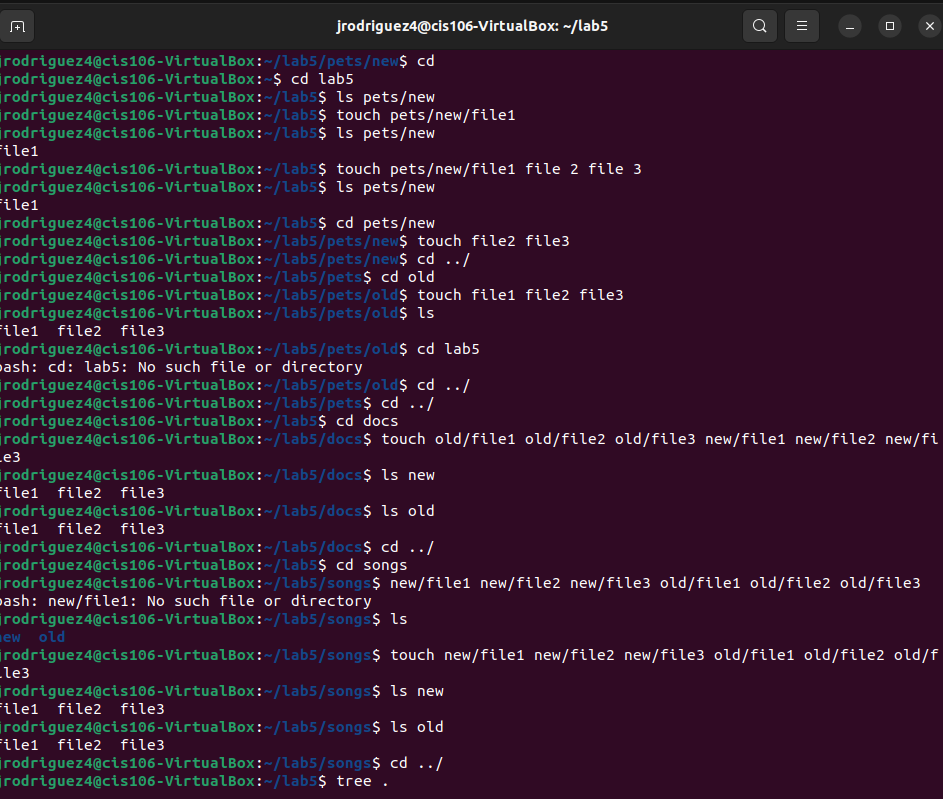 jrodriguez4@cis106-VirtualBox: ~/lab5
jrodriguez4@cis106-VirtualBox:~/lab5/pets/new$ cd
jrodriguez4@cis106-VirtualBox:~$ cd lab5
jrodriguez4@cis106-VirtualBox:~/lab5$ ls pets/new
jrodriguez4@cis106-VirtualBox:~/lab5$ touch pets/new/file1
jrodriguez4@cis106-VirtualBox:~/lab5$ ls pets/new
file1
jrodriguez4@cis106-VirtualBox:~/lab5$ touch pets/new/file1 file 2 file 3
jrodriguez4@cis106-VirtualBox:~/lab5$ ls pets/new
file1
jrodriguez4@cis106-VirtualBox:~/lab5$ cd pets/new
jrodriguez4@cis106-VirtualBox:~/lab5/pets/new$ touch file2 file3
jrodriguez4@cis106-VirtualBox:~/lab5/pets/new$ cd ../
jrodriguez4@cis106-VirtualBox:~/lab5/pets$ cd old
jrodriguez4@cis106-VirtualBox:~/lab5/pets/old$ touch file1 file2 file3
jrodriguez4@cis106-VirtualBox:~/lab5/pets/old$ ls
file1  file2  file3
jrodriguez4@cis106-VirtualBox:~/lab5/pets/old$ cd lab5
bash: cd: lab5: No such file or directory
jrodriguez4@cis106-VirtualBox:~/lab5/pets/old$ cd ../
jrodriguez4@cis106-VirtualBox:~/lab5/pets$ cd ../
jrodriguez4@cis106-VirtualBox:~/lab5$ cd docs
jrodriguez4@cis106-VirtualBox:~/lab5/docs$ touch old/file1 old/file2 old/file3 new/file1 new/file2 new/fi
le3
jrodriguez4@cis106-VirtualBox:~/lab5/docs$ ls new
file1  file2  file3
jrodriguez4@cis106-VirtualBox:~/lab5/docs$ ls old
file1  file2  file3
jrodriguez4@cis106-VirtualBox:~/lab5/docs$ cd ../
jrodriguez4@cis106-VirtualBox:~/lab5$ cd songs
jrodriguez4@cis106-VirtualBox:~/lab5/songs$ new/file1 new/file2 new/file3 old/file1 old/file2 old/file3
bash: new/file1: No such file or directory
jrodriguez4@cis106-VirtualBox:~/lab5/songs$ ls
new  old
jrodriguez4@cis106-VirtualBox:~/lab5/songs$ touch new/file1 new/file2 new/file3 old/file1 old/file2 old/f
ile3
jrodriguez4@cis106-VirtualBox:~/lab5/songs$ ls new
file1  file2  file3
jrodriguez4@cis106-VirtualBox:~/lab5/songs$ ls old
file1  file2  file3
jrodriguez4@cis106-VirtualBox:~/lab5/songs$ cd ../
jrodriguez4@cis106-VirtualBox:~/lab5$ tree .